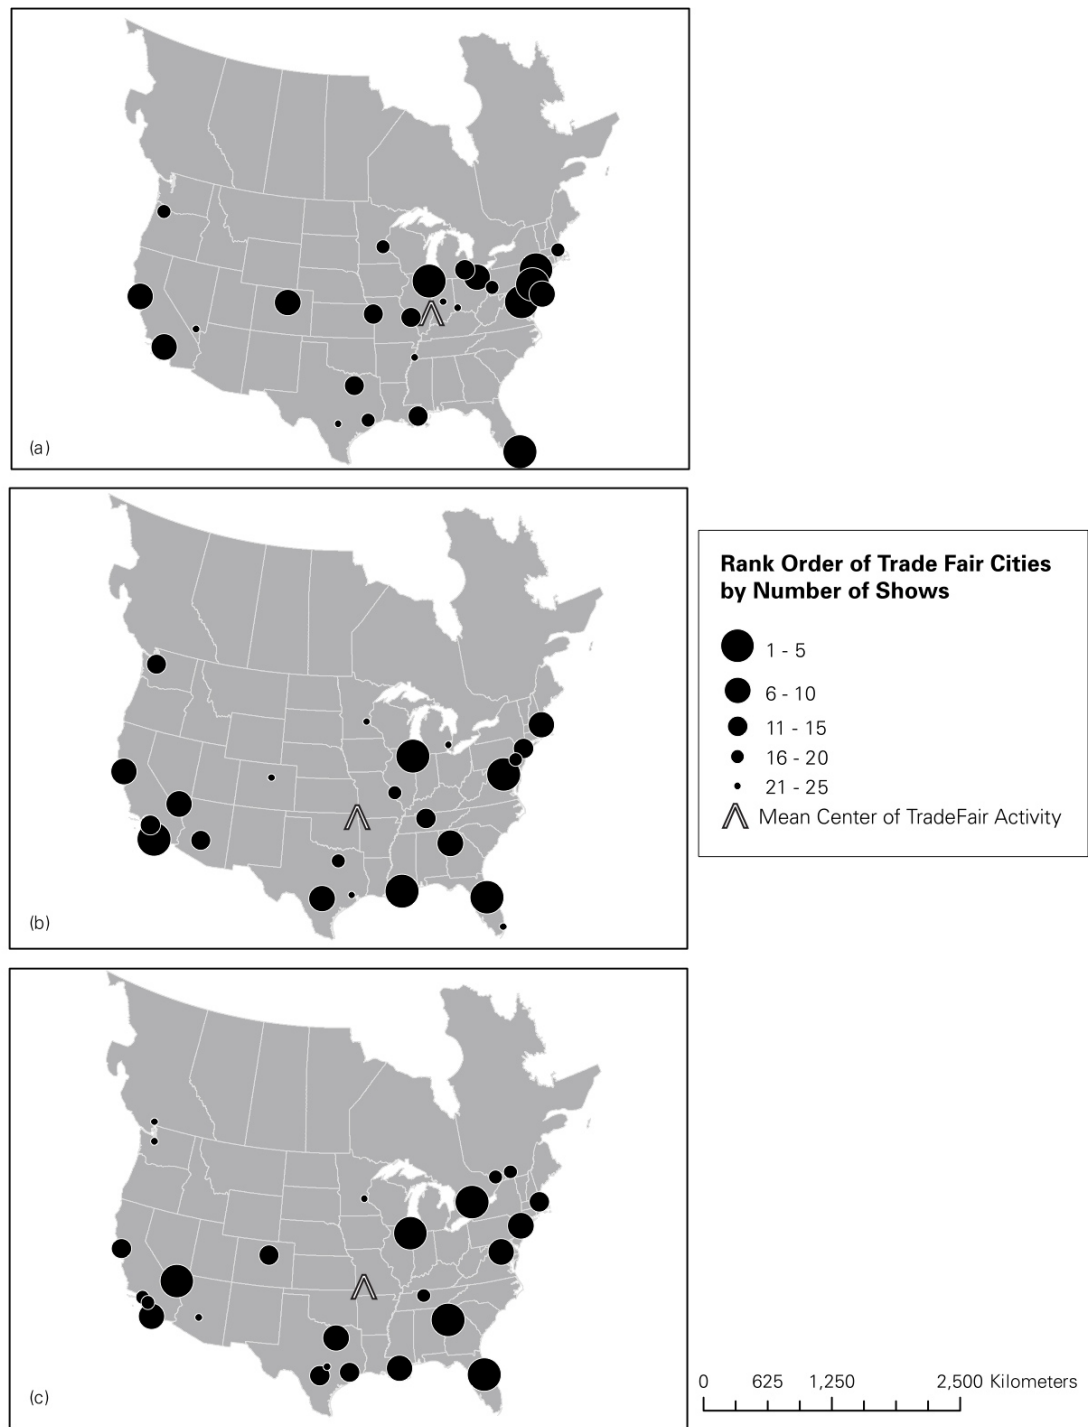 (a)
(b)
Rank Order of Trade Fair Cities
by Number of Shows
1 - 5
6 - 10
11 - 15
16 - 20
21 - 25
Mean Center of TradeFair Activity
(c)
0 625 1,250 2,500 Kilometers